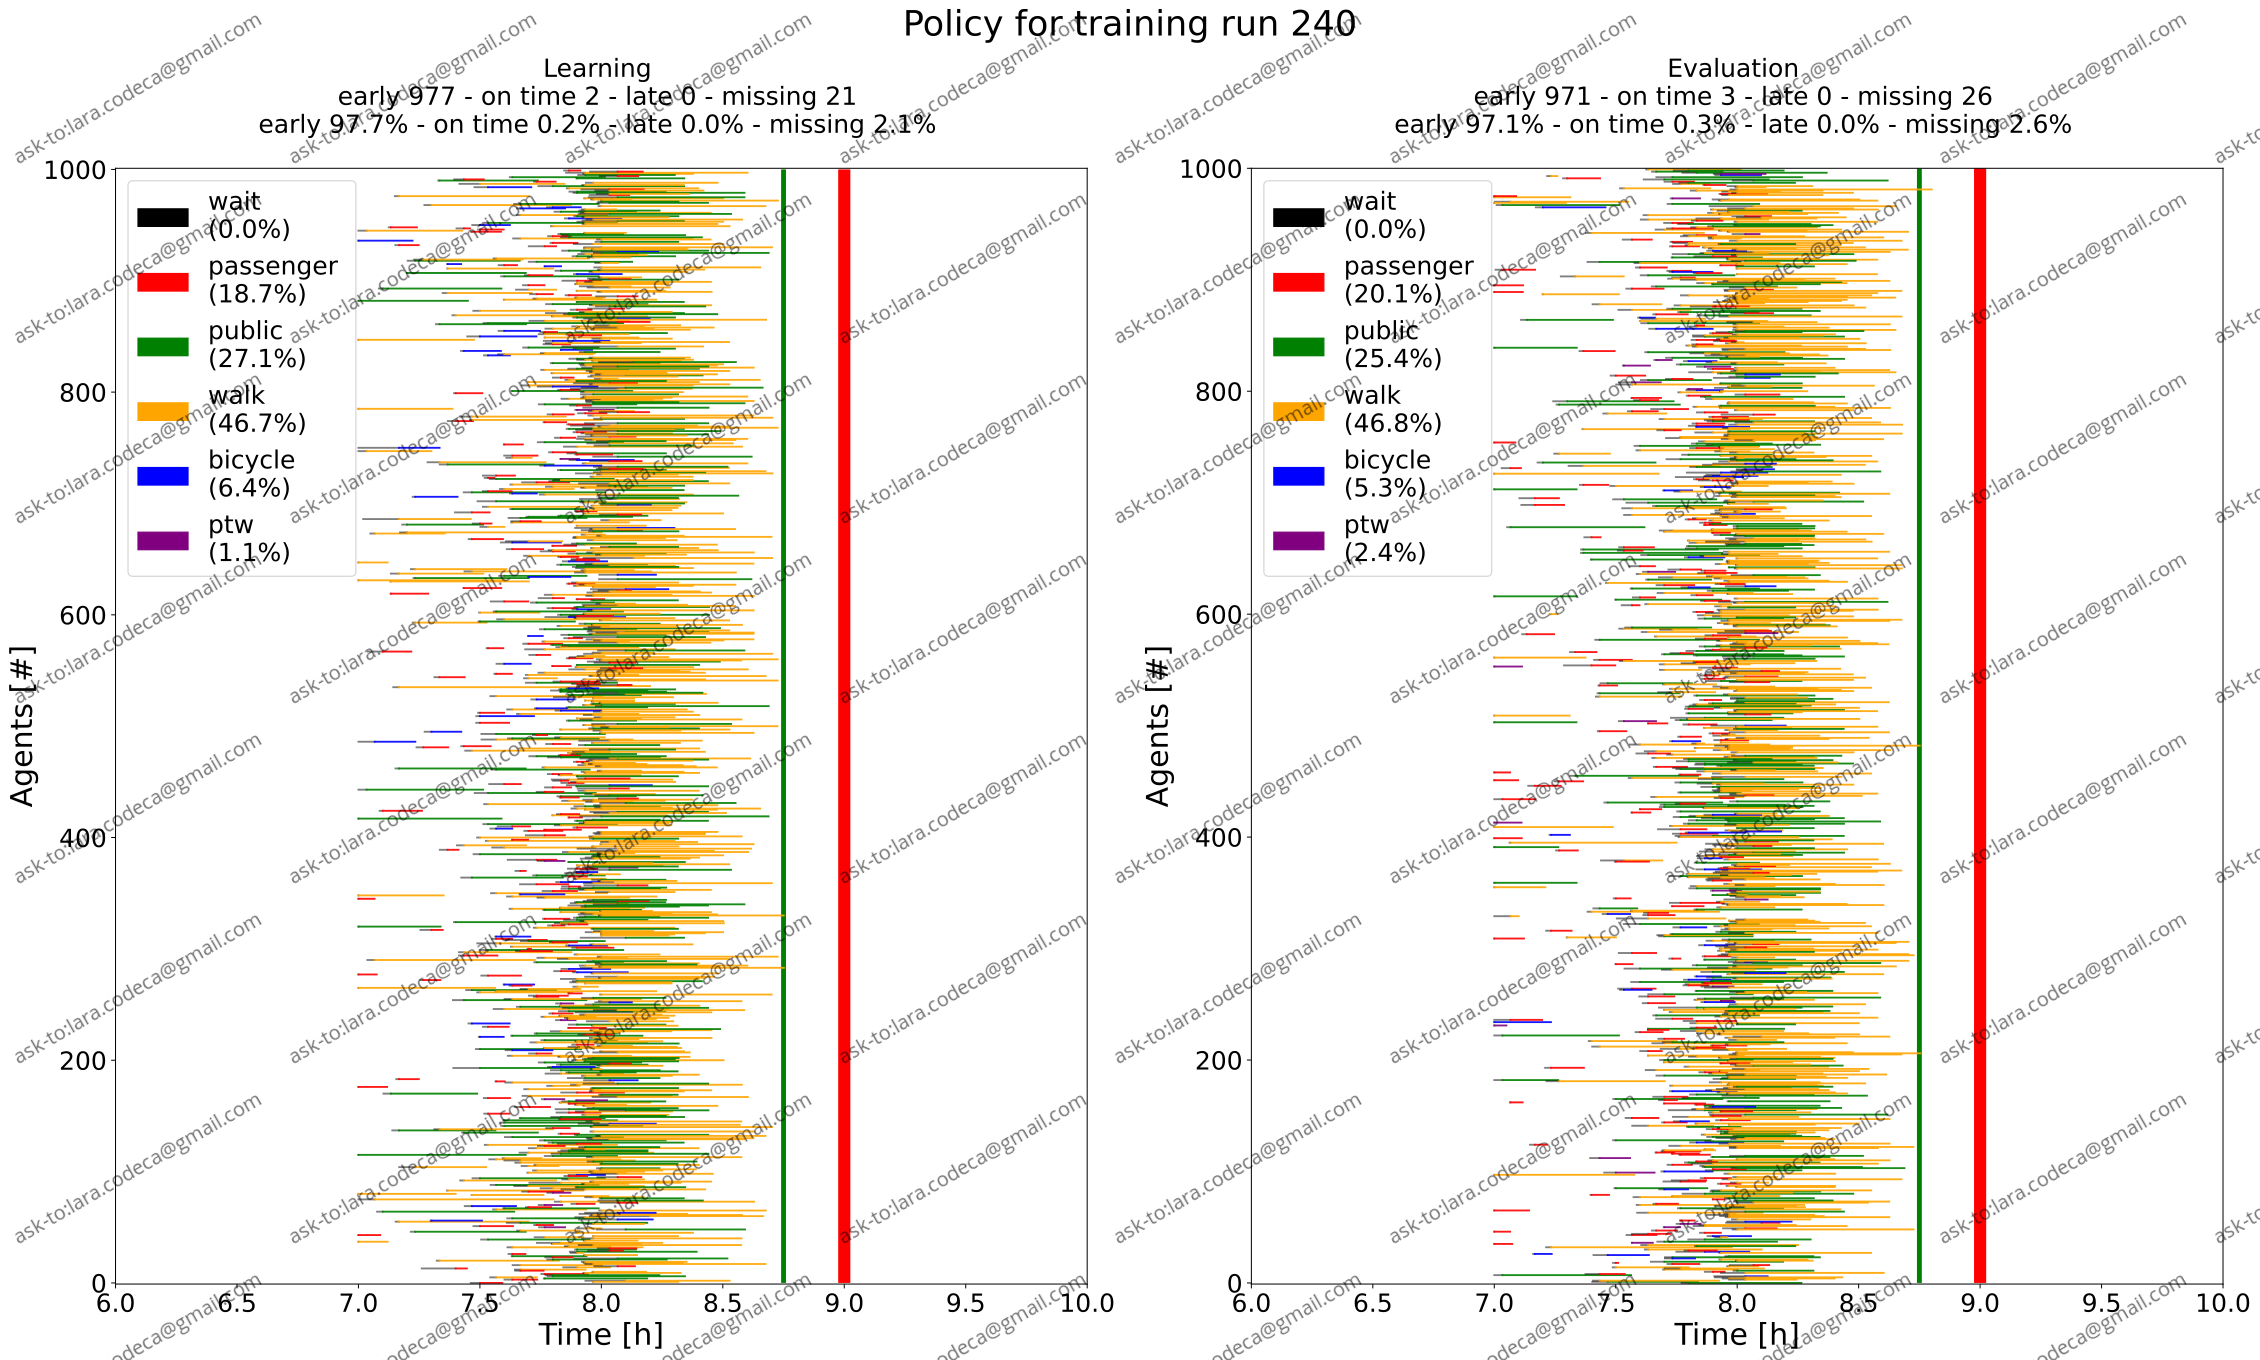 Policy for training run 240
Learning
early 977 - on time 2 - late 0 - missing 21
early 97.7% - on time 0.2% - late 0.0% - missing 2.1%
1000
800
600
400
200
0
Agents [#]
wait
(0.0%)
passenger
(18.7%)
public
(27.1%)
walk
(46.7%)
bicycle
(6.4%)
ptw
(1.1%)
6.0 6.5 7.0 7.5 8.0 8.5 9.0 9.5 10.0
Time [h]
Evaluation
early 971 - on time 3 - late 0 - missing 26
early 97.1% - on time 0.3% - late 0.0% - missing 2.6%
1000
800
600
400
200
0
Agents [#]
wait
(0.0%)
passenger
(20.1%)
public
(25.4%)
walk
(46.8%)
bicycle
(5.3%)
ptw
(2.4%)
6.0 6.5 7.0 7.5 8.0 8.5 9.0 9.5 10.0
Time [h]
ask-to:lara.codeca@gmail.com